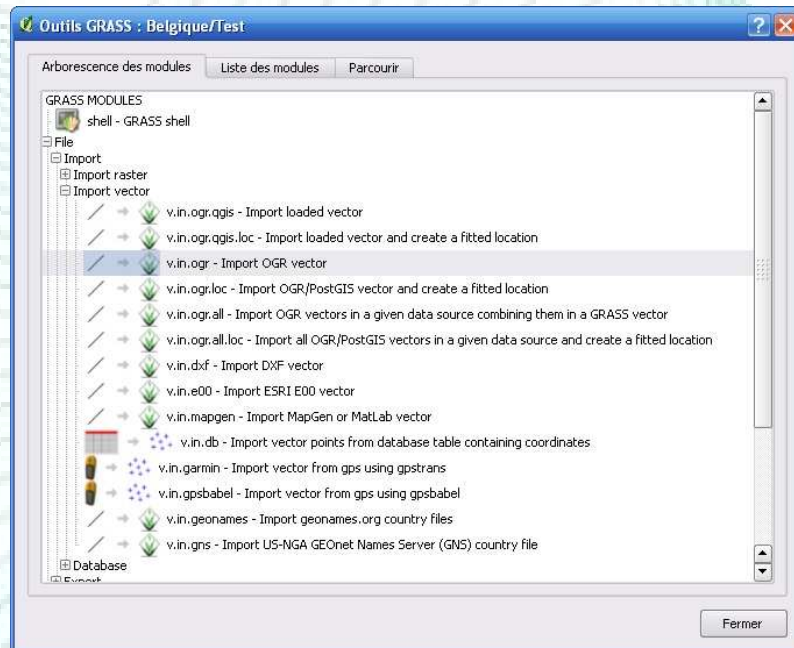 Outils GRASS : Belgique/Test
Arborescence des modules
Liste des modules
Parcourir
GRASS MODULES
shell - GRASS shell
File
Import
Import raster
Import vector
v.in.ogr.qgis - Import loaded vector
v.in.ogr.qgis.loc - Import loaded vector and create a fitted location
v.in.ogr - Import OGR vector
v.in.ogr.loc - Import OGR/PostGIS vector and create a fitted location
v.in.ogr.all - Import OGR vectors in a given data source combining them in a GRASS vector
v.in.ogr.all.loc - Import all OGR/PostGIS vectors in a given data source and create a fitted location
v.in.dxf - Import DXF vector
v.in.e00 - Import ESRI E00 vector
v.in.mapgen - Import MapGen or MatLab vector
v.in.db - Import vector points from database table containing coordinates
v.in.garmin - Import vector from gps using gpstrans
v.in.gpsbabel - Import vector from gps using gpsbabel
v.in.geonames - Import geonames.org country files
v.in.gns - Import US-NGA GEOnet Names Server (GNS) country file
Database
Export
Fermer